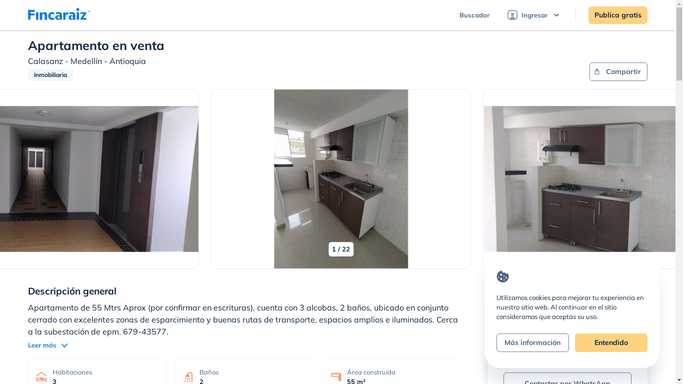 Fincaraiz
Buscador
Ingresar
Publica gratis
Apartamento en venta
Calasanz - Medellín - Antioquia
Inmobiliaria
Compartir
1 / 22
Descripción general
Apartamento de 55 Mtrs Aprox (por confirmar en escrituras), cuenta con 3 alcobas, 2 baños, ubicado en conjunto
cerrado con excelentes zonas de esparcimiento y buenas rutas de transporte, espacios amplios e iluminados. Cerca
a la subestación de epm. 679-43577.
Leer más
Habitaciones
3
Baños
2
Área construida
55 m²
Utilizamos cookies para mejorar tu experiencia en
nuestro sitio web. Al continuar en el sitio
consideramos que aceptas su uso.
Más información
Entendido
Contactar por WhatsApp